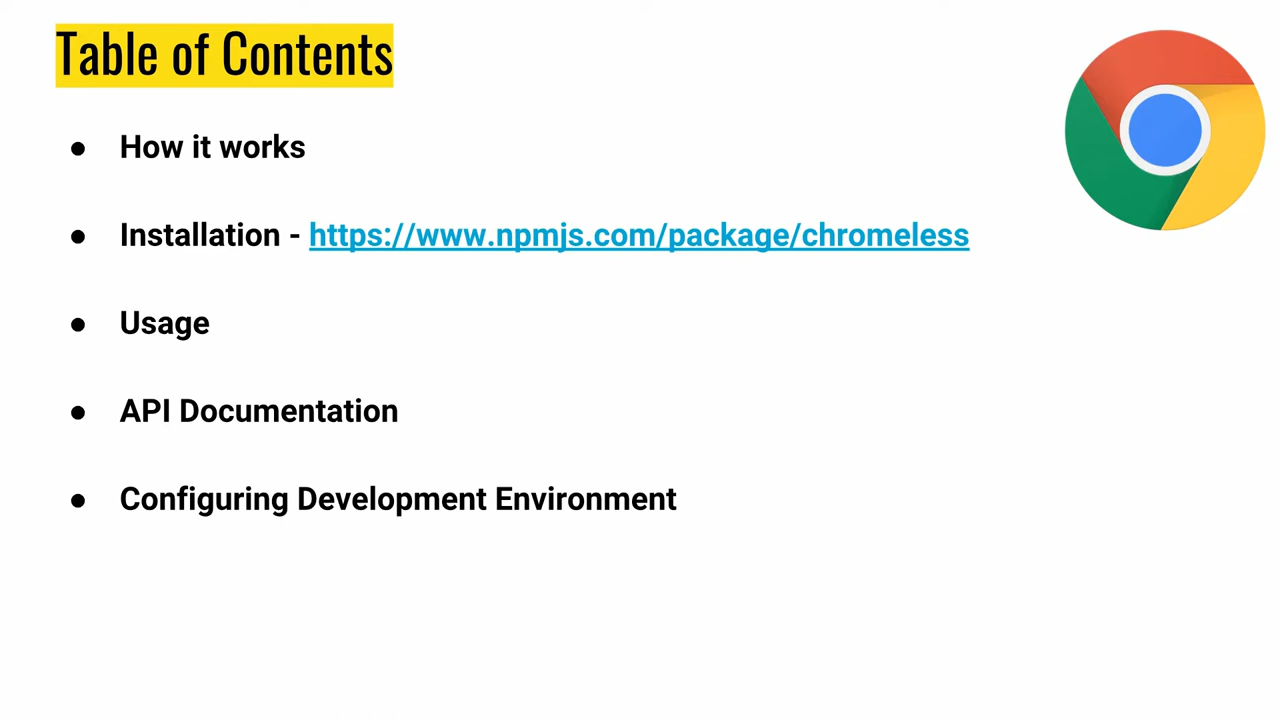 Table of Contents
● How it works
● Installation - https://www.npmjs.com/package/chromeless
● Usage
● API Documentation
● Configuring Development Environment